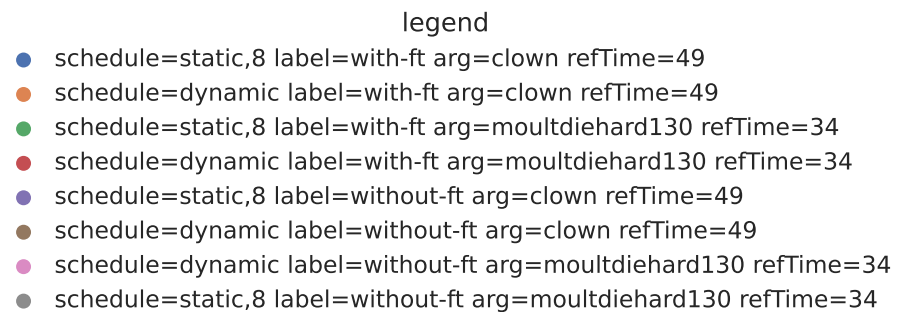 legend
schedule=static,8 label=with-ft arg=clown refTime=49
schedule=dynamic label=with-ft arg=clown refTime=49
schedule=static,8 label=with-ft arg=moultdiehard130 refTime=34
schedule=dynamic label=with-ft arg=moultdiehard130 refTime=34
schedule=static,8 label=without-ft arg=clown refTime=49
schedule=dynamic label=without-ft arg=clown refTime=49
schedule=dynamic label=without-ft arg=moultdiehard130 refTime=34
schedule=static,8 label=without-ft arg=moultdiehard130 refTime=34